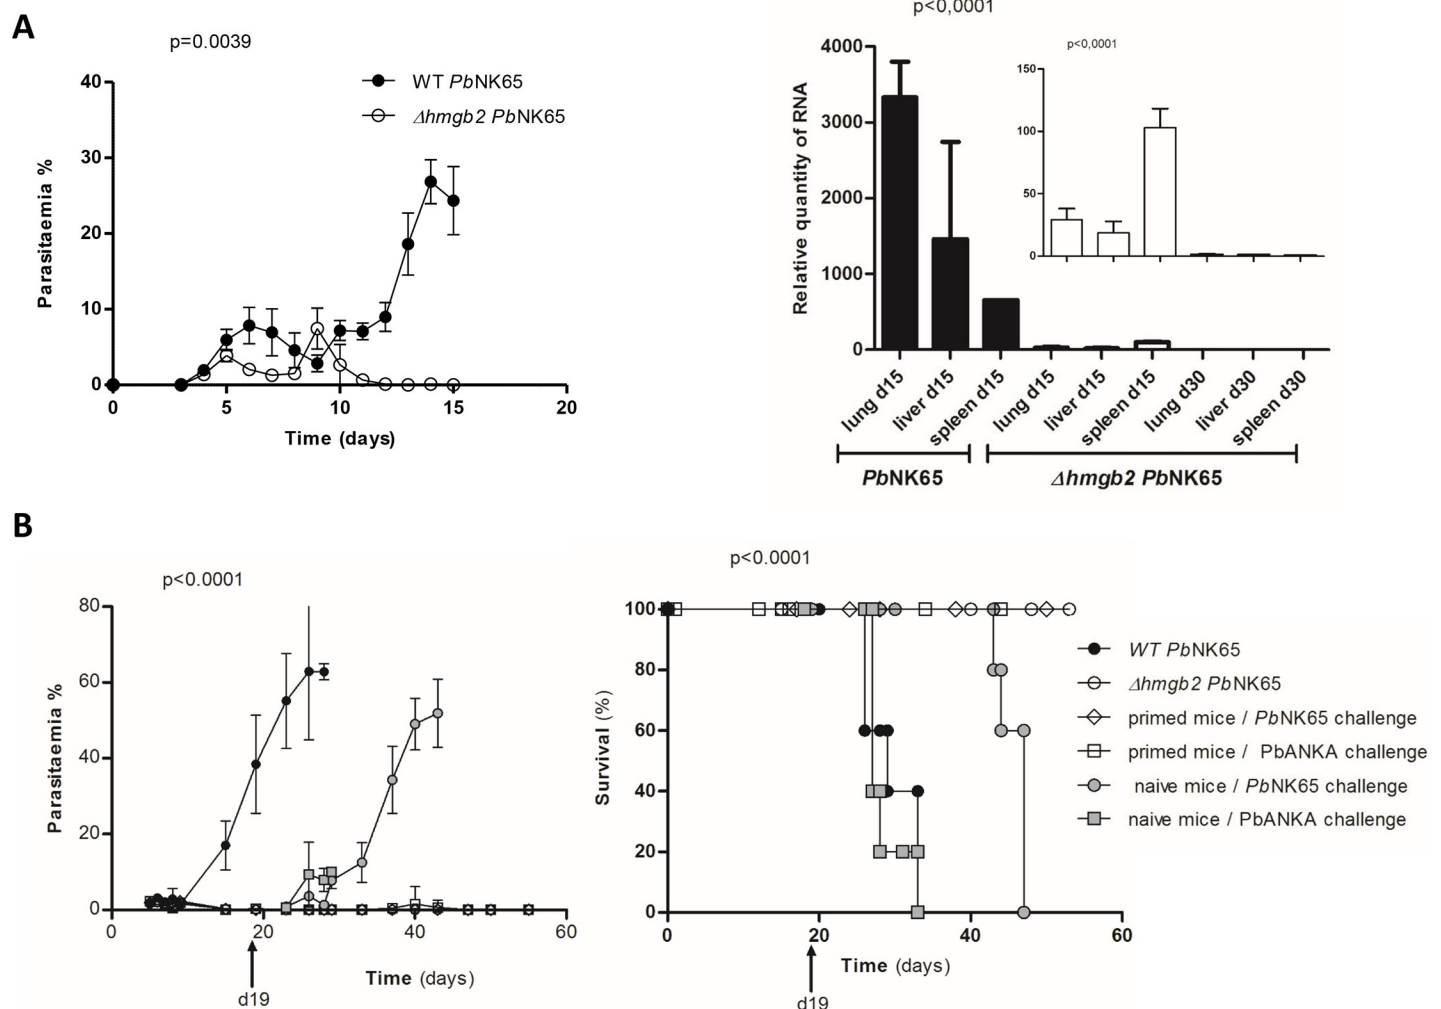 A
p=0.0039
WT PbNK65
Δhmgb2 PbNK65
Parasitaemia %
40
30
20
10
0
0 5 10 15 20
Time (days)
p<0,0001
Relative quantity of RNA
4000
3000
2000
1000
0
p<0,0001
150
100
50
0
lung d15
liver d15
spleen d15
lung d15
liver d15
spleen d15
lung d30
liver d30
spleen d30
PbNK65
Δhmgb2 PbNK65
B
p<0.0001
Parasitaemia %
80
60
40
20
0
0 20 40 60
Time (days)
d19
p<0.0001
Survival (%)
100
80
60
40
20
0
0 20 40 60
Time (days)
d19
WT PbNK65
Δhmgb2 PbNK65
primed mice / PbNK65 challenge
primed mice / PbANKA challenge
naive mice / PbNK65 challenge
naive mice / PbANKA challenge